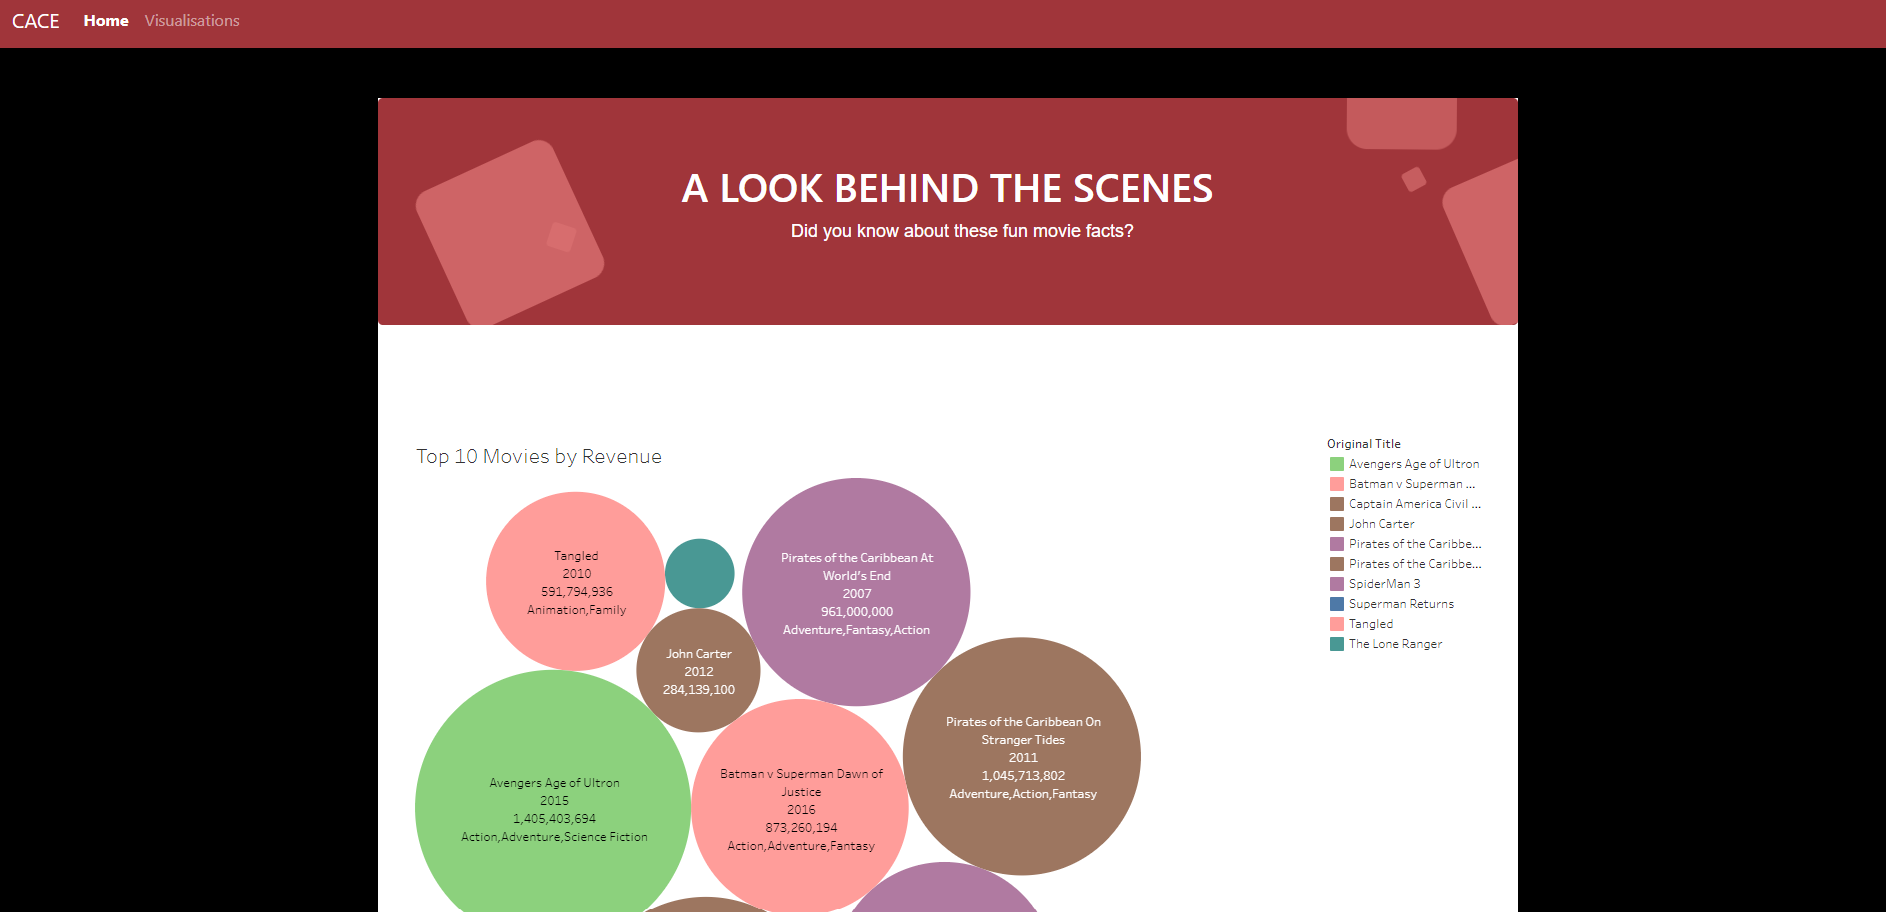 CACE Home Visualisations
A LOOK BEHIND THE SCENES
Did you know about these fun movie facts?
Top 10 Movies by Revenue
Original Title
Avengers Age of Ultron
Batman v Superman ...
Captain America Civil ...
John Carter
Pirates of the Caribbe...
Pirates of the Caribbe...
SpiderMan 3
Superman Returns
Tangled
The Lone Ranger
Tangled
2010
591,794,936
Animation,Family
Pirates of the Caribbean At
World's End
2007
961,000,000
Adventure,Fantasy,Action
John Carter
2012
284,139,100
Pirates of the Caribbean On
Stranger Tides
2011
1,045,713,802
Adventure,Action,Fantasy
Avengers Age of Ultron
2015
1,405,403,694
Action,Adventure,Science Fiction
Batman v Superman Dawn of
Justice
2016
873,260,194
Action,Adventure,Fantasy